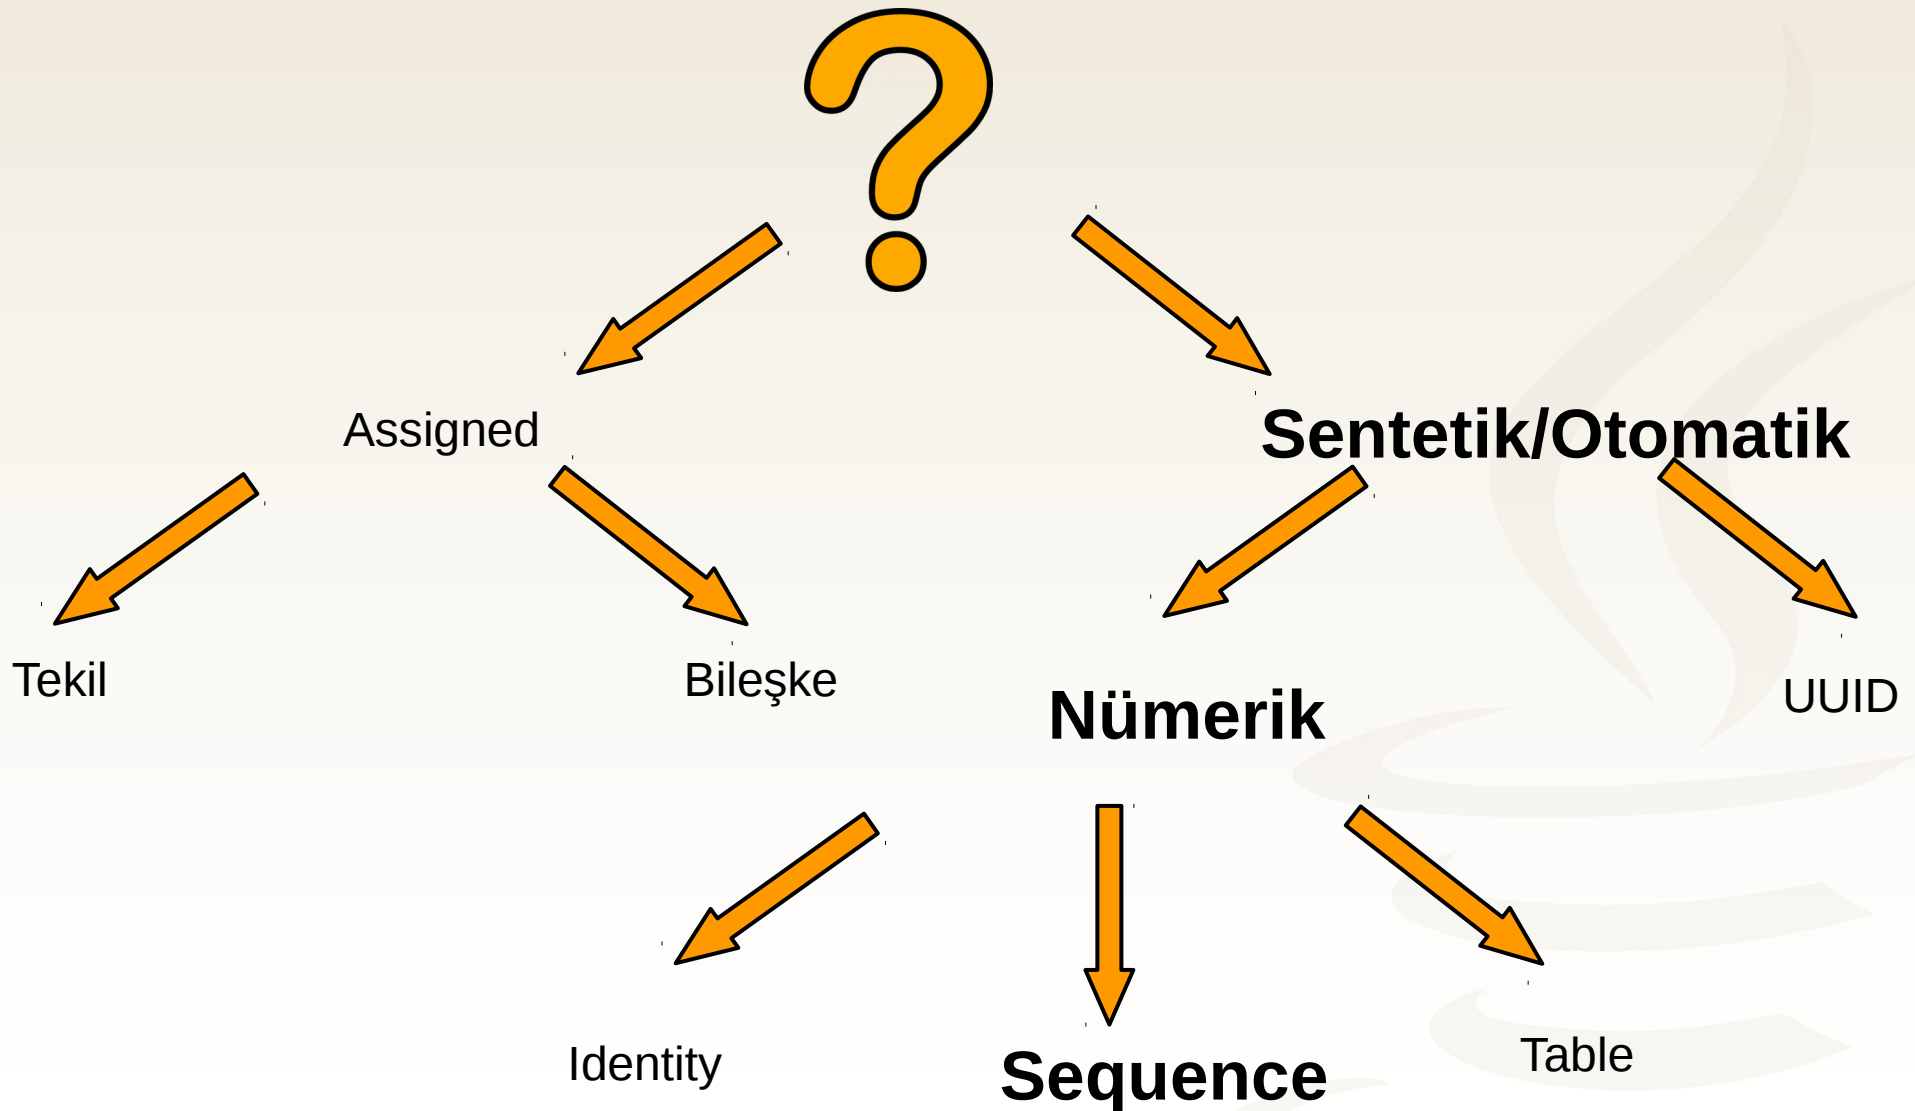 ?
Assigned
Sentetik/Otomatik
Tekil
Bileşke
Nümerik
UUID
Identity
Sequence
Table